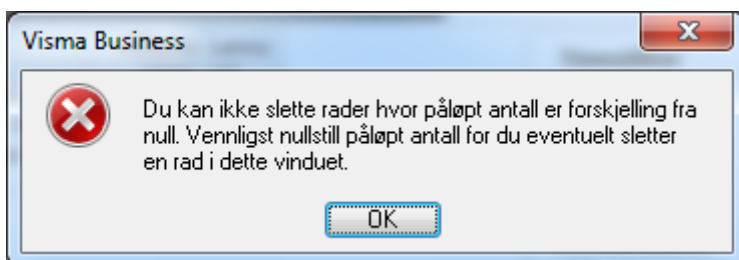 Visma Business
Du kan ikke slette rader hvor påløpt antall er forskjelling fra
null. Vennligst nullstill påløpt antall for du eventuelt sletter
en rad i dette vinduet.
OK